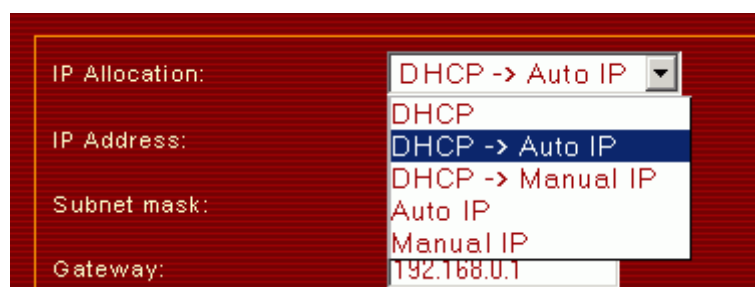 IP Allocation: DHCP -> Auto IP
DHCP
IP Address:
DHCP -> Auto IP
DHCP -> Manual IP
Subnet mask:
Auto IP
Manual IP
Gateway: 192.168.0.1